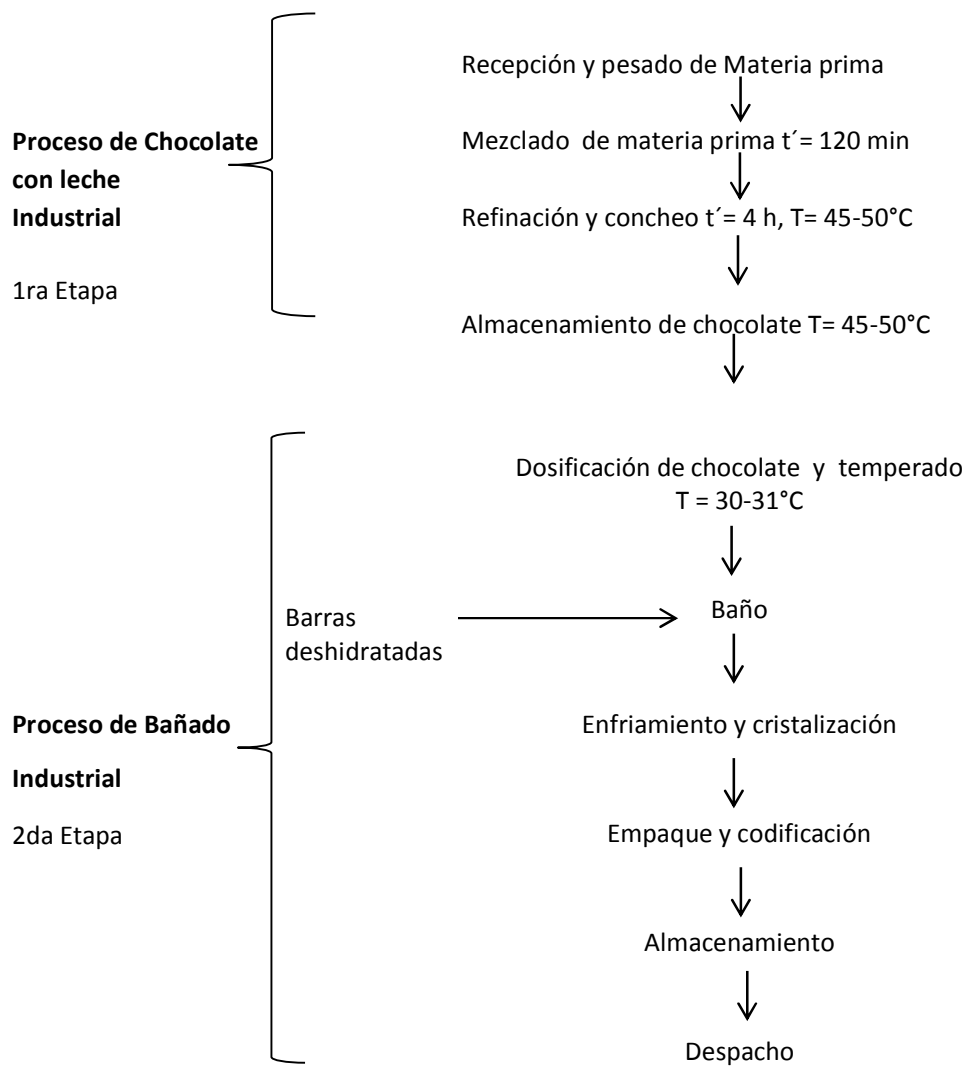 Recepción y pesado de Materia prima
Proceso de Chocolate
con leche
Industrial
1ra Etapa
Mezclado de materia prima t´= 120 min
Refinación y concheo t´= 4 h, T= 45-50°C
Almacenamiento de chocolate T= 45-50°C
Dosificación de chocolate y temperado
T = 30-31°C
Barras
deshidratadas
Baño
Proceso de Bañado
Industrial
2da Etapa
Enfriamiento y cristalización
Empaque y codificación
Almacenamiento
Despacho